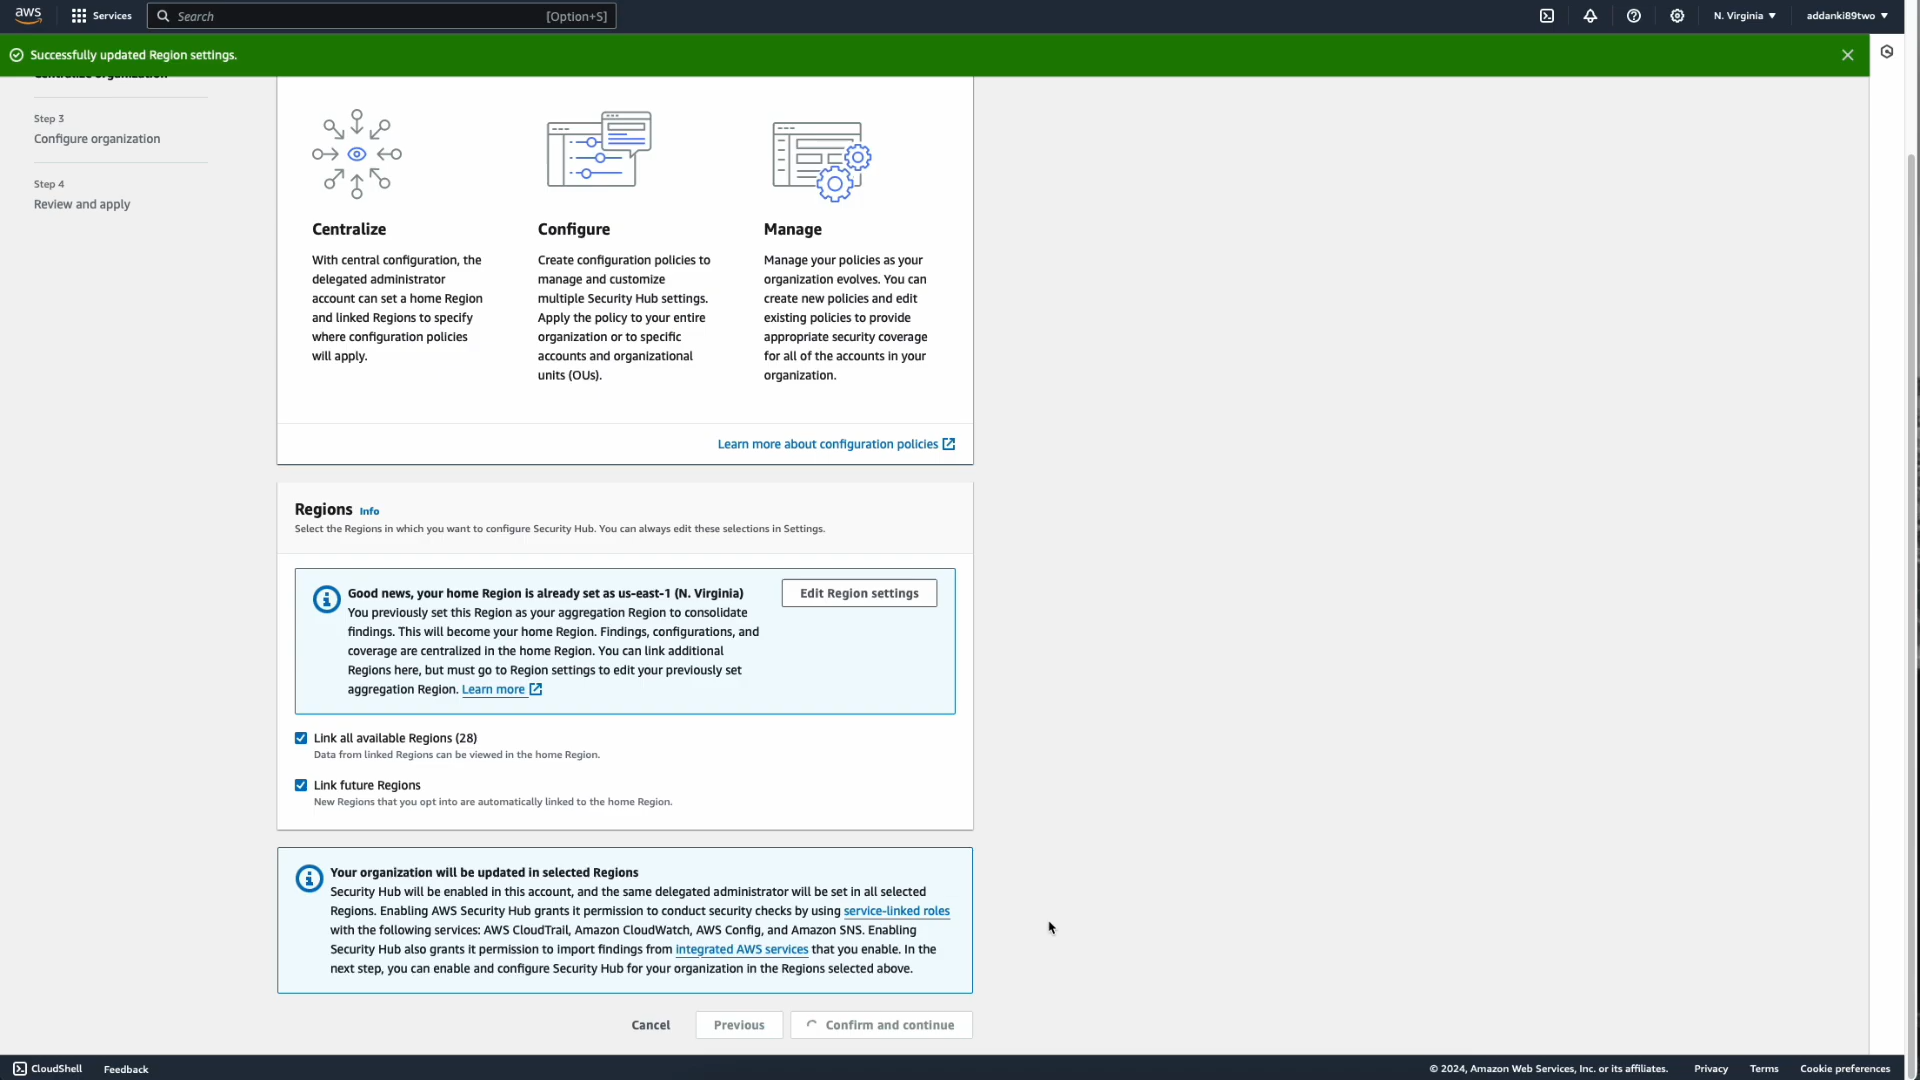 aws
Services
Search
[Option+S]
N. Virginia ▼
addanki89two ▼
Successfully updated Region settings.
Centralize organization
Step 3
Configure organization
Step 4
Review and apply
Centralize
With central configuration, the
delegated administrator
account can set a home Region
and linked Regions to specify
where configuration policies
will apply.
Configure
Create configuration policies to
manage and customize
multiple Security Hub settings.
Apply the policy to your entire
organization or to specific
accounts and organizational
units (OUs).
Manage
Manage your policies as your
organization evolves. You can
create new policies and edit
existing policies to provide
appropriate security coverage
for all of the accounts in your
organization.
Learn more about configuration policies
Regions Info
Select the Regions in which you want to configure Security Hub. You can always edit these selections in Settings.
Good news, your home Region is already set as us-east-1 (N. Virginia)
You previously set this Region as your aggregation Region to consolidate
findings. This will become your home Region. Findings, configurations, and
coverage are centralized in the home Region. You can link additional
Regions here, but must go to Region settings to edit your previously set
aggregation Region. Learn more
Edit Region settings
Link all available Regions (28)
Data from linked Regions can be viewed in the home Region.
Link future Regions
New Regions that you opt into are automatically linked to the home Region.
Your organization will be updated in selected Regions
Security Hub will be enabled in this account, and the same delegated administrator will be set in all selected
Regions. Enabling AWS Security Hub grants it permission to conduct security checks by using service-linked roles
with the following services: AWS CloudTrail, Amazon CloudWatch, AWS Config, and Amazon SNS. Enabling
Security Hub also grants it permission to import findings from integrated AWS services that you enable. In the
next step, you can enable and configure Security Hub for your organization in the Regions selected above.
Cancel
Previous
Confirm and continue
CloudShell
Feedback
© 2024, Amazon Web Services, Inc. or its affiliates.
Privacy
Terms
Cookie preferences